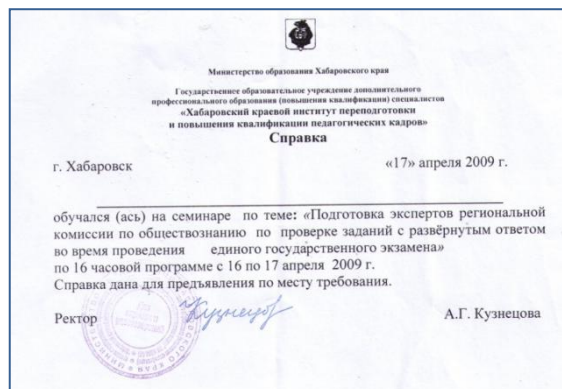 Министерство образования Хабаровского края
Государственное образовательное учреждение дополнительного
профессионального образования (повышения квалификации) специалистов
«Хабаровский краевой институт переподготовки
и повышения квалификации педагогических кадров»
Справка
г. Хабаровск «17» апреля 2009 г.
обучался (ась) на семинаре по теме: «Подготовка экспертов региональной
комиссии по обществознанию по проверке заданий с развёрнутым ответом
во время проведения единого государственного экзамена»
по 16 часовой программе с 16 по 17 апреля 2009 г.
Справка дана для предъявления по месту требования.
Ректор Кузнецов А.Г. Кузнецова